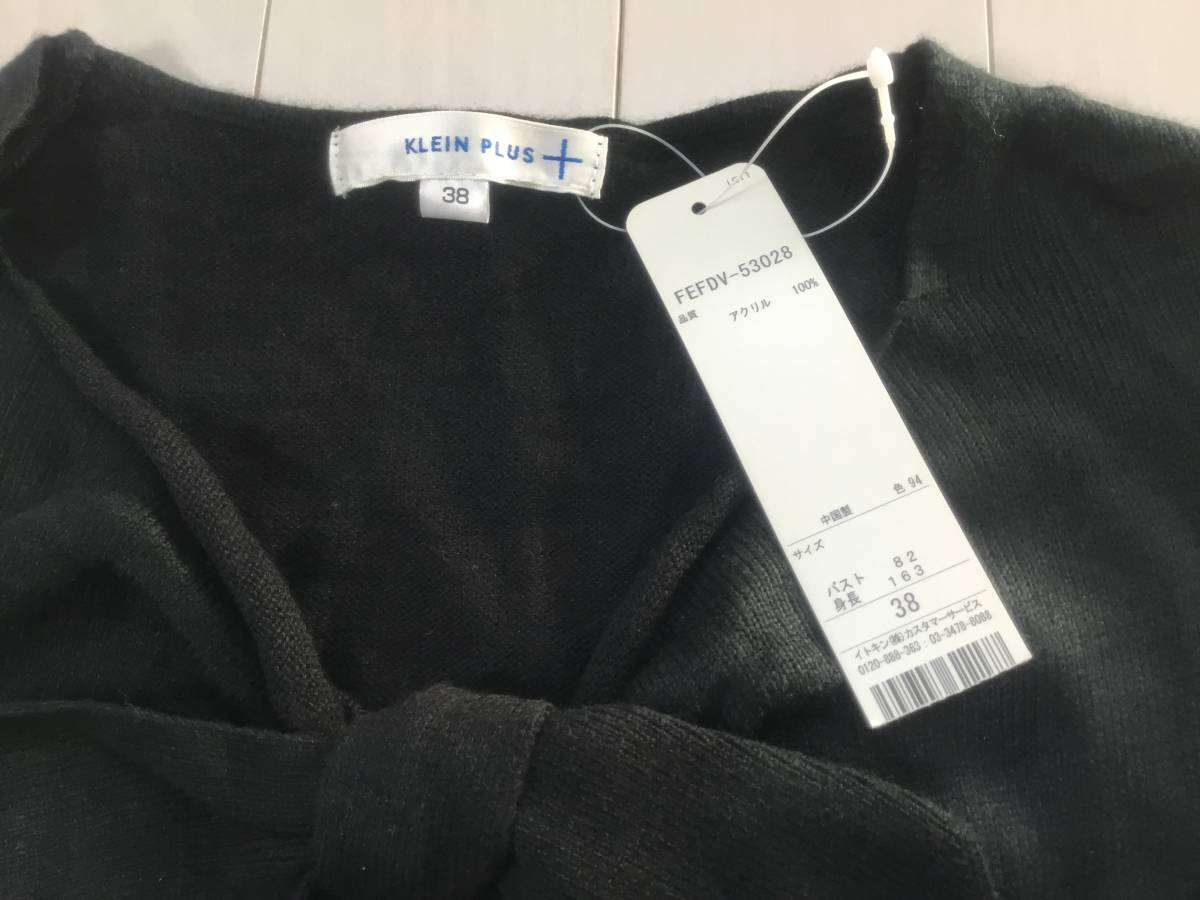 KLEIN PLUS
38
FEFDV-53028
品質 アクリル 100%
中国製 色 94
サイズ
バスト 82
身長 163
38
イトキン(株)カスタマーサービス
0120-888-363 : 03-3478-8088